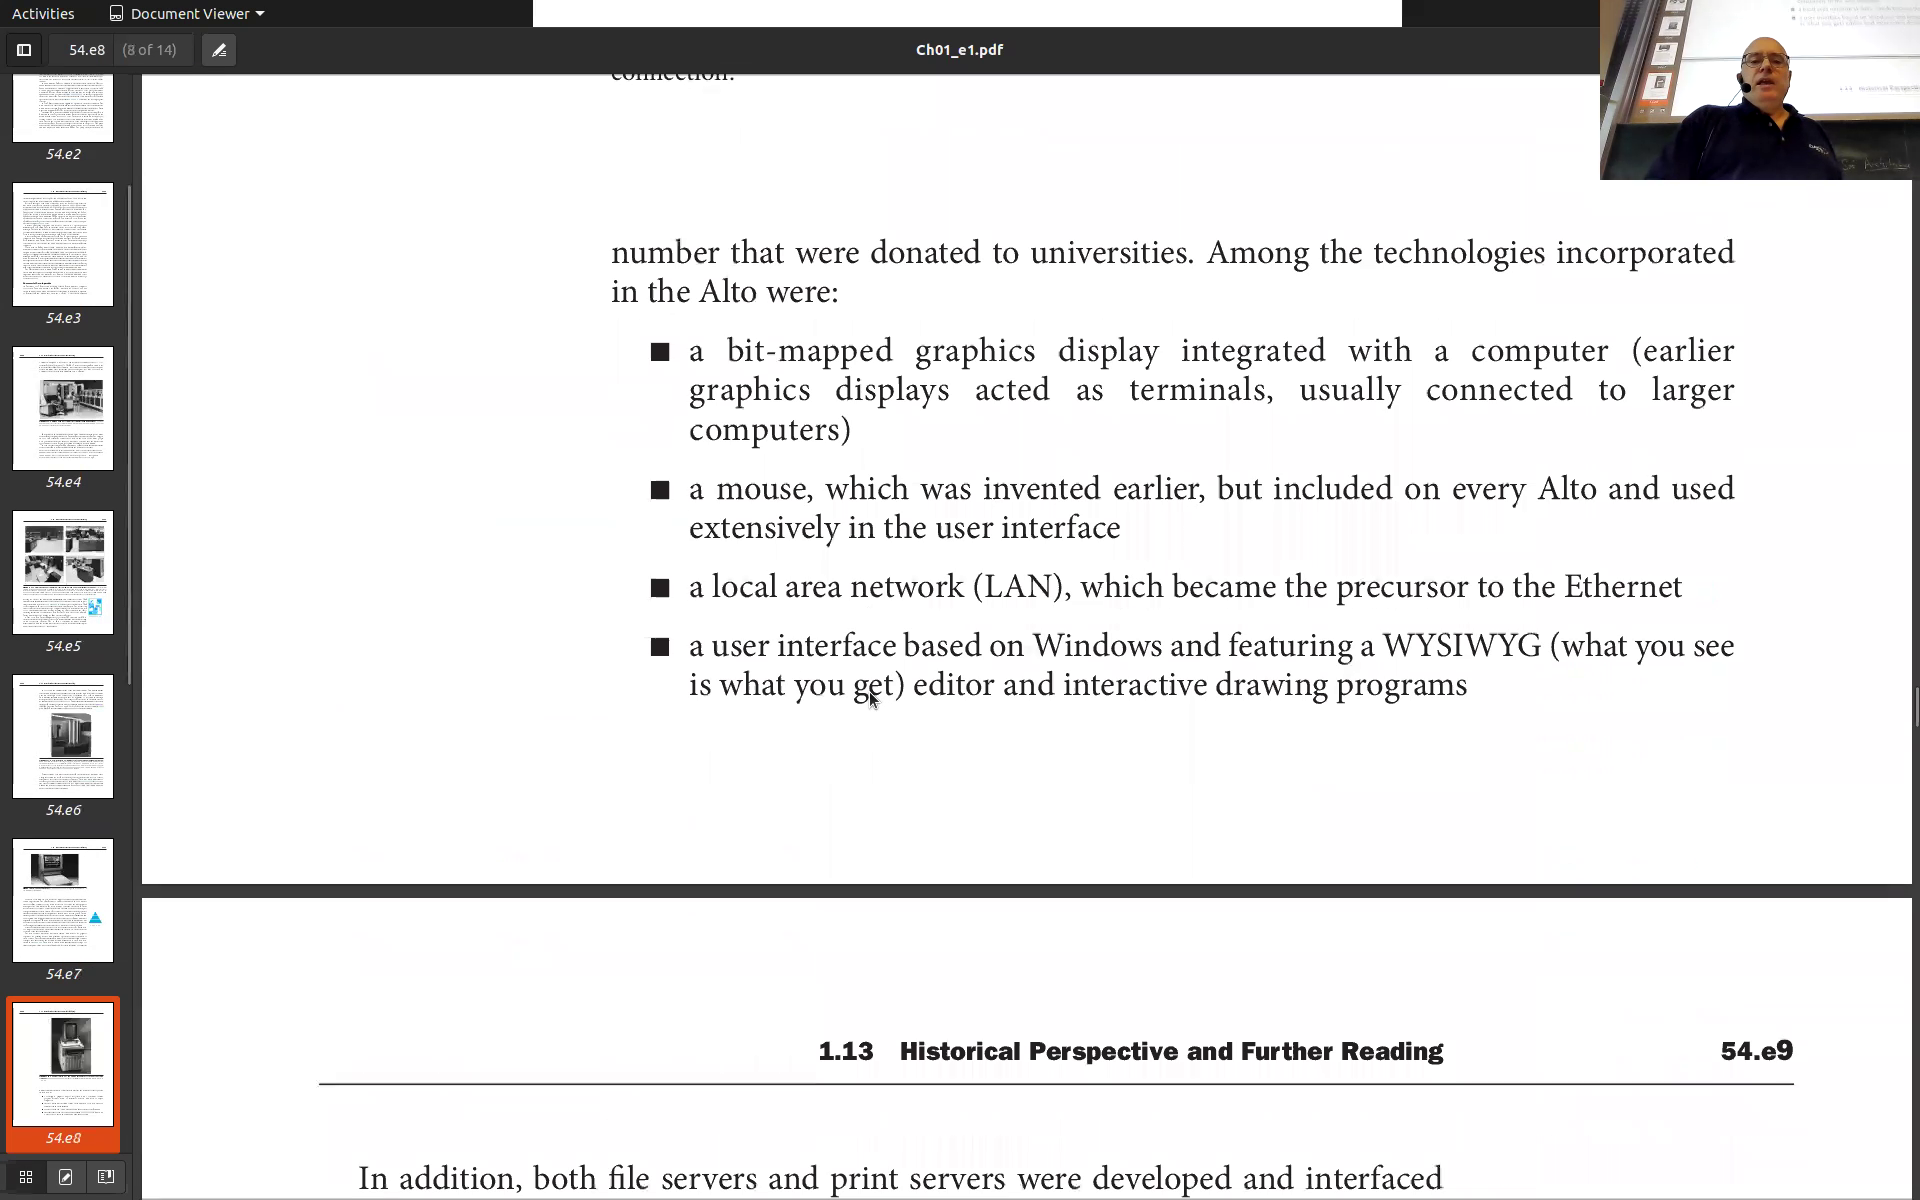 Activities Document Viewer
54.e8 (8 of 14) Ch01_e1.pdf
54.e2
54.e3
54.e4
54.e5
54.e6
54.e7
54.e8
connection.
number that were donated to universities. Among the technologies incorporated
in the Alto were:
■ a bit-mapped graphics display integrated with a computer (earlier
graphics displays acted as terminals, usually connected to larger
computers)
■ a mouse, which was invented earlier, but included on every Alto and used
extensively in the user interface
■ a local area network (LAN), which became the precursor to the Ethernet
■ a user interface based on Windows and featuring a WYSIWYG (what you see
is what you get) editor and interactive drawing programs
1.13 Historical Perspective and Further Reading 54.e9
In addition, both file servers and print servers were developed and interfaced